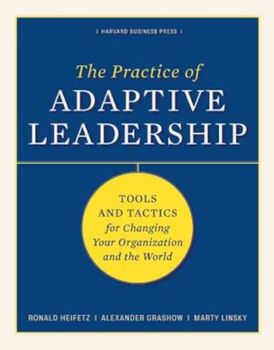 | HARVARD BUSINESS PRESS |
The Practice of
ADAPTIVE
LEADERSHIP
TOOLS
AND TACTICS
for Changing
Your Organization
and the World
RONALD HEIFETZ | ALEXANDER GRASHOW | MARTY LINSKY